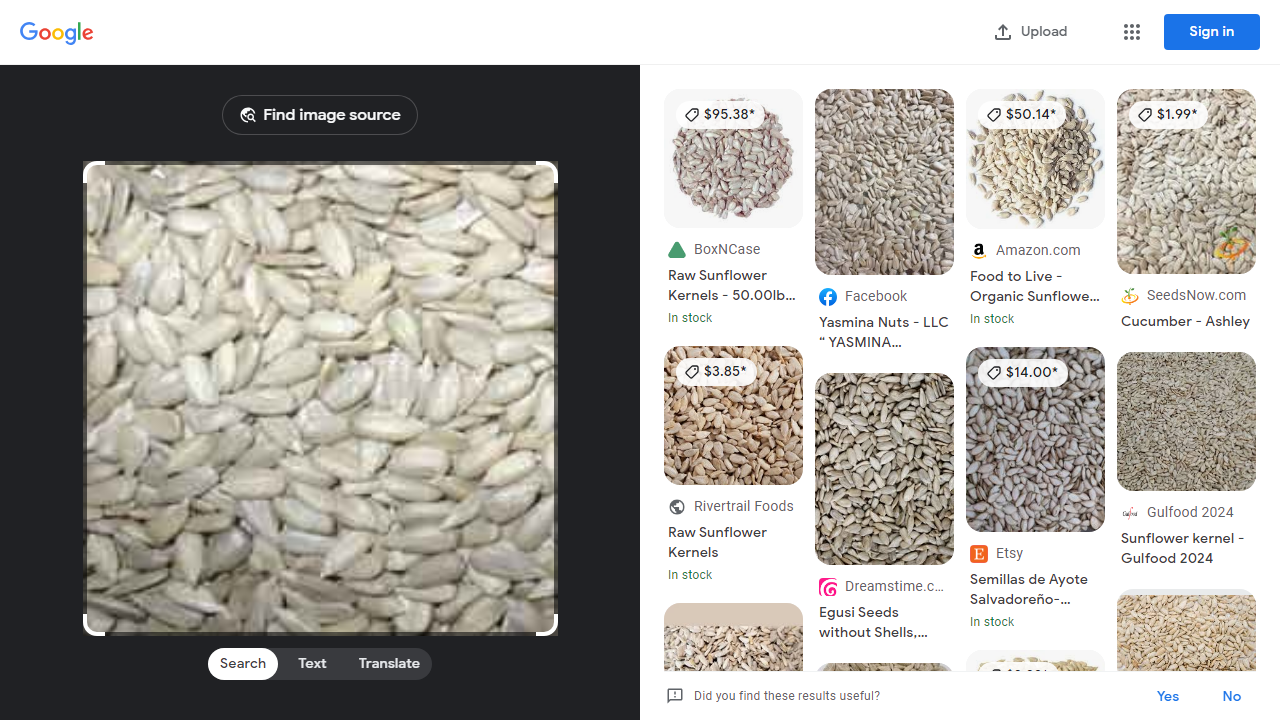 Google
Upload
Sign in
Find image source
Search
Text
Translate
$95.38*
BoxNCase
Raw Sunflower
Kernels - 50.00lb...
In stock
$3.85*
Rivertrail Foods
Raw Sunflower
Kernels
In stock
Facebook
Yasmina Nuts - LLC
“ YASMINA...
Dreamstime.c...
Egusi Seeds
without Shells,...
$50.14*
Amazon.com
Food to Live -
Organic Sunflowe...
In stock
$14.00*
Etsy
Semillas de Ayote
Salvadoreño-...
In stock
$1.99*
SeedsNow.com
Cucumber - Ashley
Gulfood 2024
Sunflower kernel -
Gulfood 2024
Did you find these results useful?
Yes
No